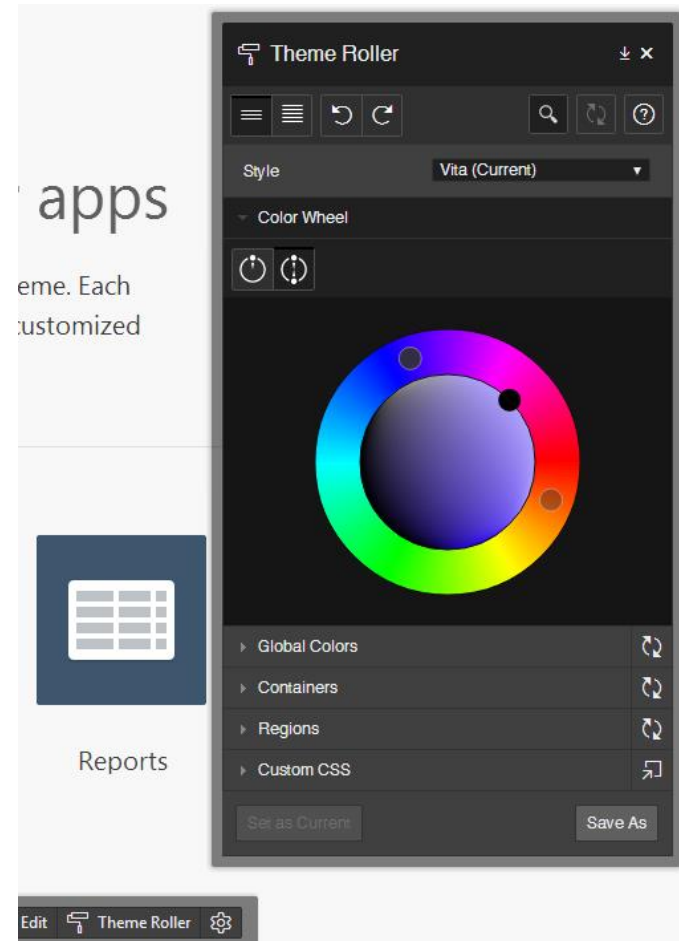 Theme Roller
Style Vita (Current)
Color Wheel
apps
eme. Each
customized
Global Colors
Containers
Regions
Custom CSS
Reports
Set as Current Save As
Edit Theme Roller